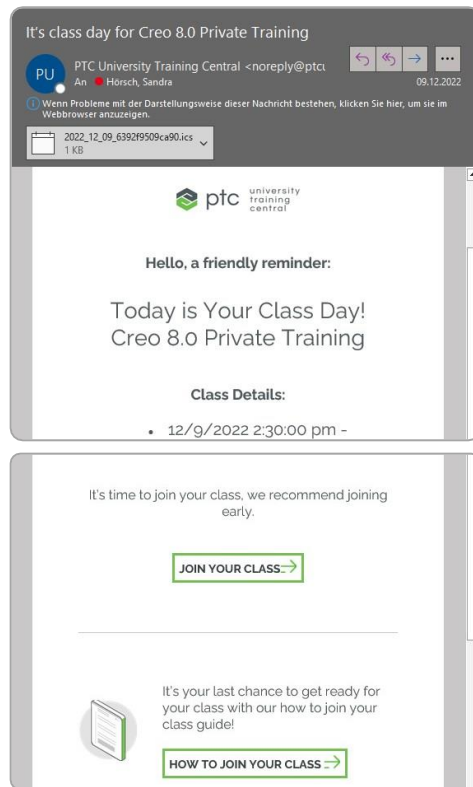 It's class day for Creo 8.0 Private Training
PU
PTC University Training Central <noreply@ptcu
An Hörsch, Sandra
09.12.2022
Wenn Probleme mit der Darstellungsweise dieser Nachricht bestehen, klicken Sie hier, um sie im
Webbrowser anzuzeigen.
2022_12_09_6392f9509ca90.ics
1 KB
ptc university
training
central
Hello, a friendly reminder:
Today is Your Class Day!
Creo 8.0 Private Training
Class Details:
• 12/9/2022 2:30:00 pm -
It's time to join your class, we recommend joining
early.
JOIN YOUR CLASS
It's your last chance to get ready for
your class with our how to join your
class guide!
HOW TO JOIN YOUR CLASS